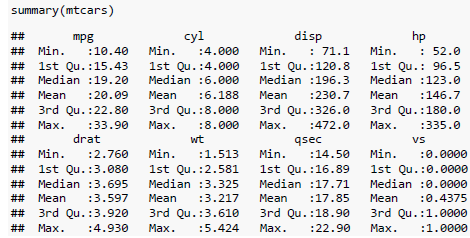 summary(mtcars)
##       mpg             cyl             disp             hp
##  Min.   :10.40   Min.   :4.000   Min.   : 71.1   Min.   : 52.0
##  1st Qu.:15.43   1st Qu.:4.000   1st Qu.:120.8   1st Qu.: 96.5
##  Median :19.20   Median :6.000   Median :196.3   Median :123.0
##  Mean   :20.09   Mean   :6.188   Mean   :230.7   Mean   :146.7
##  3rd Qu.:22.80   3rd Qu.:8.000   3rd Qu.:326.0   3rd Qu.:180.0
##  Max.   :33.90   Max.   :8.000   Max.   :472.0   Max.   :335.0
##       drat             wt             qsec             vs
##  Min.   :2.760   Min.   :1.513   Min.   :14.50   Min.   :0.0000
##  1st Qu.:3.080   1st Qu.:2.581   1st Qu.:16.89   1st Qu.:0.0000
##  Median :3.695   Median :3.325   Median :17.71   Median :0.0000
##  Mean   :3.597   Mean   :3.217   Mean   :17.85   Mean   :0.4375
##  3rd Qu.:3.920   3rd Qu.:3.610   3rd Qu.:18.90   3rd Qu.:1.0000
##  Max.   :4.930   Max.   :5.424   Max.   :22.90   Max.   :1.0000